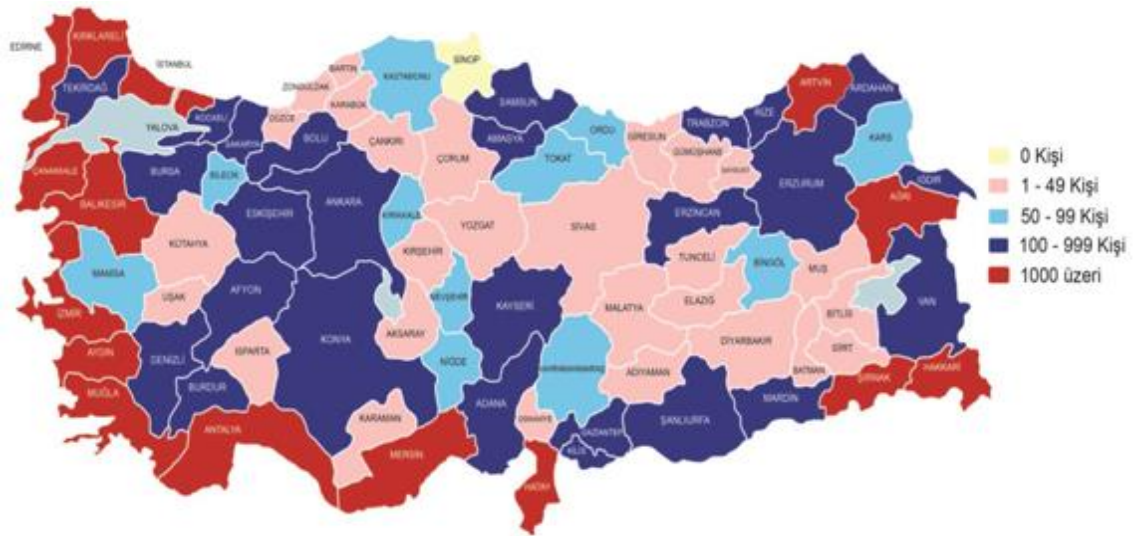 KIRKLARELİ
EDİRNE
İSTANBUL
TEKİRDAĞ
YALOVA
KOCAELİ
SAKARYA
DÜZCE
ZONGULDAK
BARTIN
KARABÜK
KASTAMONU
SİNOP
SAMSUN
ORDU
GİRESUN
TRABZON
RİZE
ARTVİN
ARDAHAN
KARS
IĞDIR
AĞRI
ERZURUM
GÜMÜŞHANE
ERZİNCAN
TOKAT
AMASYA
ÇORUM
ÇANKIRI
BOLU
ANKARA
KIRIKKALE
YOZGAT
SİVAS
ÇANAKKALE
BALIKESİR
BURSA
BİLECİK
ESKİŞEHİR
KÜTAHYA
MANİSA
UŞAK
AFYON
KIRŞEHİR
NEVŞEHİR
KAYSERİ
AKSARAY
KONYA
NİĞDE
İZMİR
AYDIN
DENİZLİ
ISPARTA
BURDUR
MUĞLA
ANTALYA
KARAMAN
MERSİN
ADANA
OSMANİYE
HATAY
GAZİANTEP
KİLİS
ŞANLIURFA
ADIYAMAN
MALATYA
ELAZIĞ
TUNCELİ
BİNGÖL
MUŞ
BİTLİS
SİİRT
BATMAN
DİYARBAKIR
MARDİN
ŞIRNAK
HAKKARİ
VAN
0 Kişi
1 - 49 Kişi
50 - 99 Kişi
100 - 999 Kişi
1000 üzeri